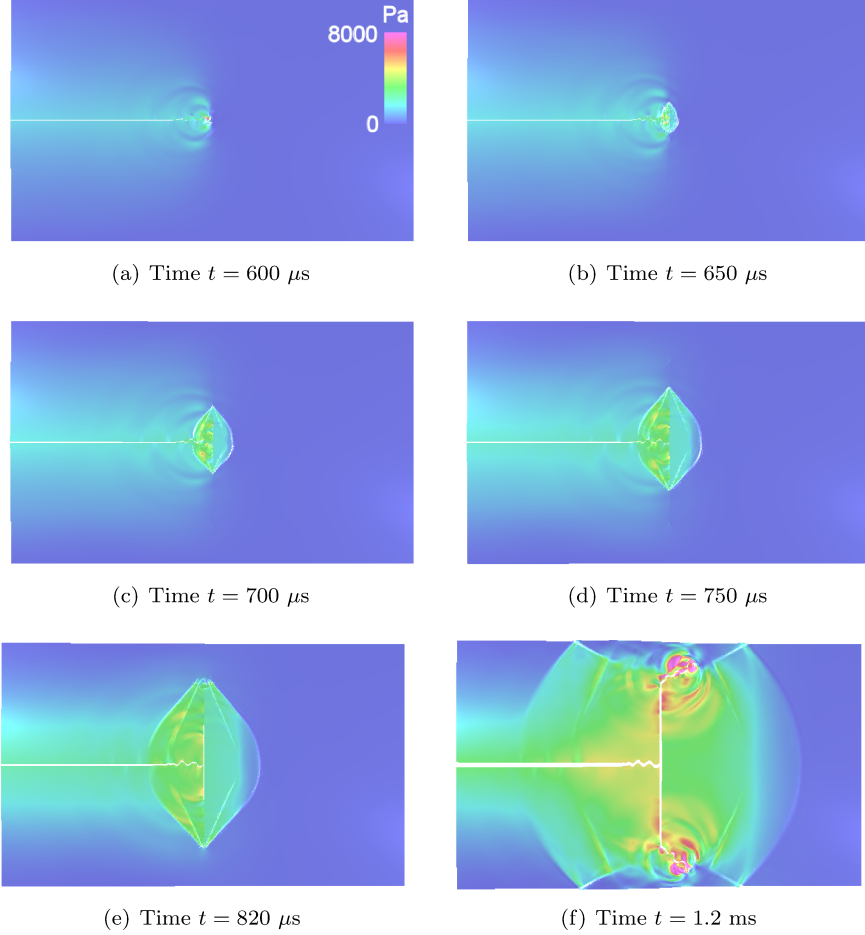 Pa
8000
0
(a) Time t = 600 μs
(b) Time t = 650 μs
(c) Time t = 700 μs
(d) Time t = 750 μs
(e) Time t = 820 μs
(f) Time t = 1.2 ms